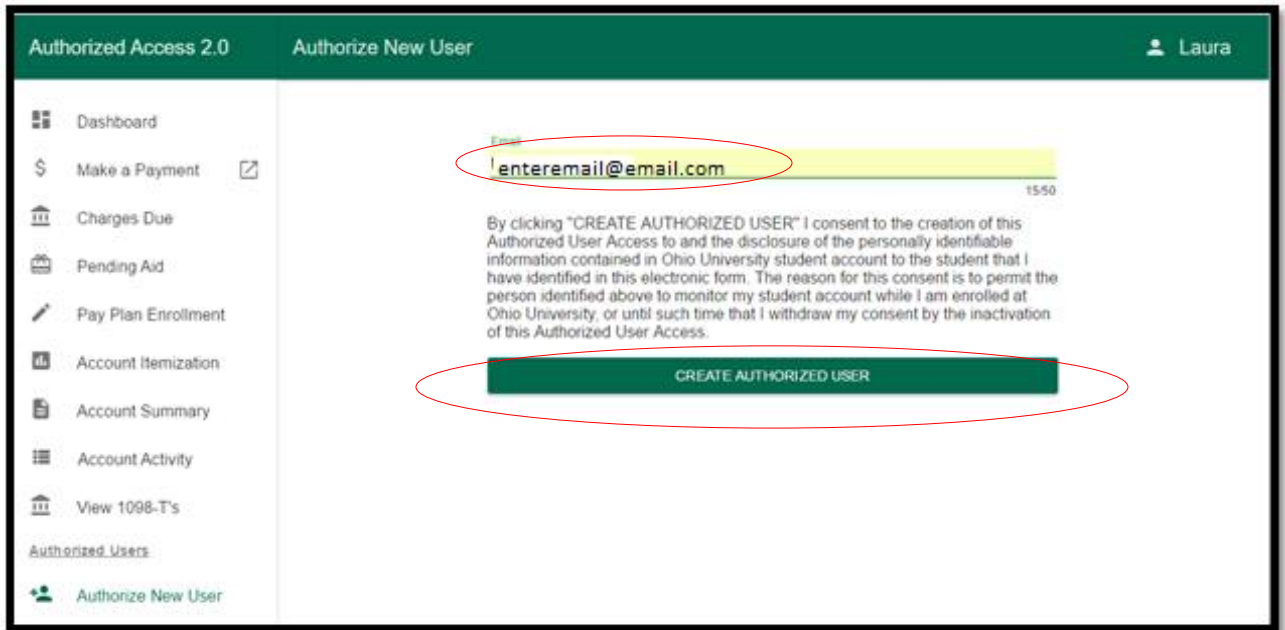 Authorized Access 2.0
Authorize New User
Laura
Dashboard
Make a Payment
Charges Due
Pending Aid
Pay Plan Enrollment
Account Itemization
Account Summary
Account Activity
View 1098-T's
Authorized Users
Authorize New User
Email
enteremail@email.com
15/50
By clicking "CREATE AUTHORIZED USER" I consent to the creation of this
Authorized User Access to and the disclosure of the personally identifiable
information contained in Ohio University student account to the student that I
have identified in this electronic form. The reason for this consent is to permit the
person identified above to monitor my student account while I am enrolled at
Ohio University, or until such time that I withdraw my consent by the inactivation
of this Authorized User Access.
CREATE AUTHORIZED USER